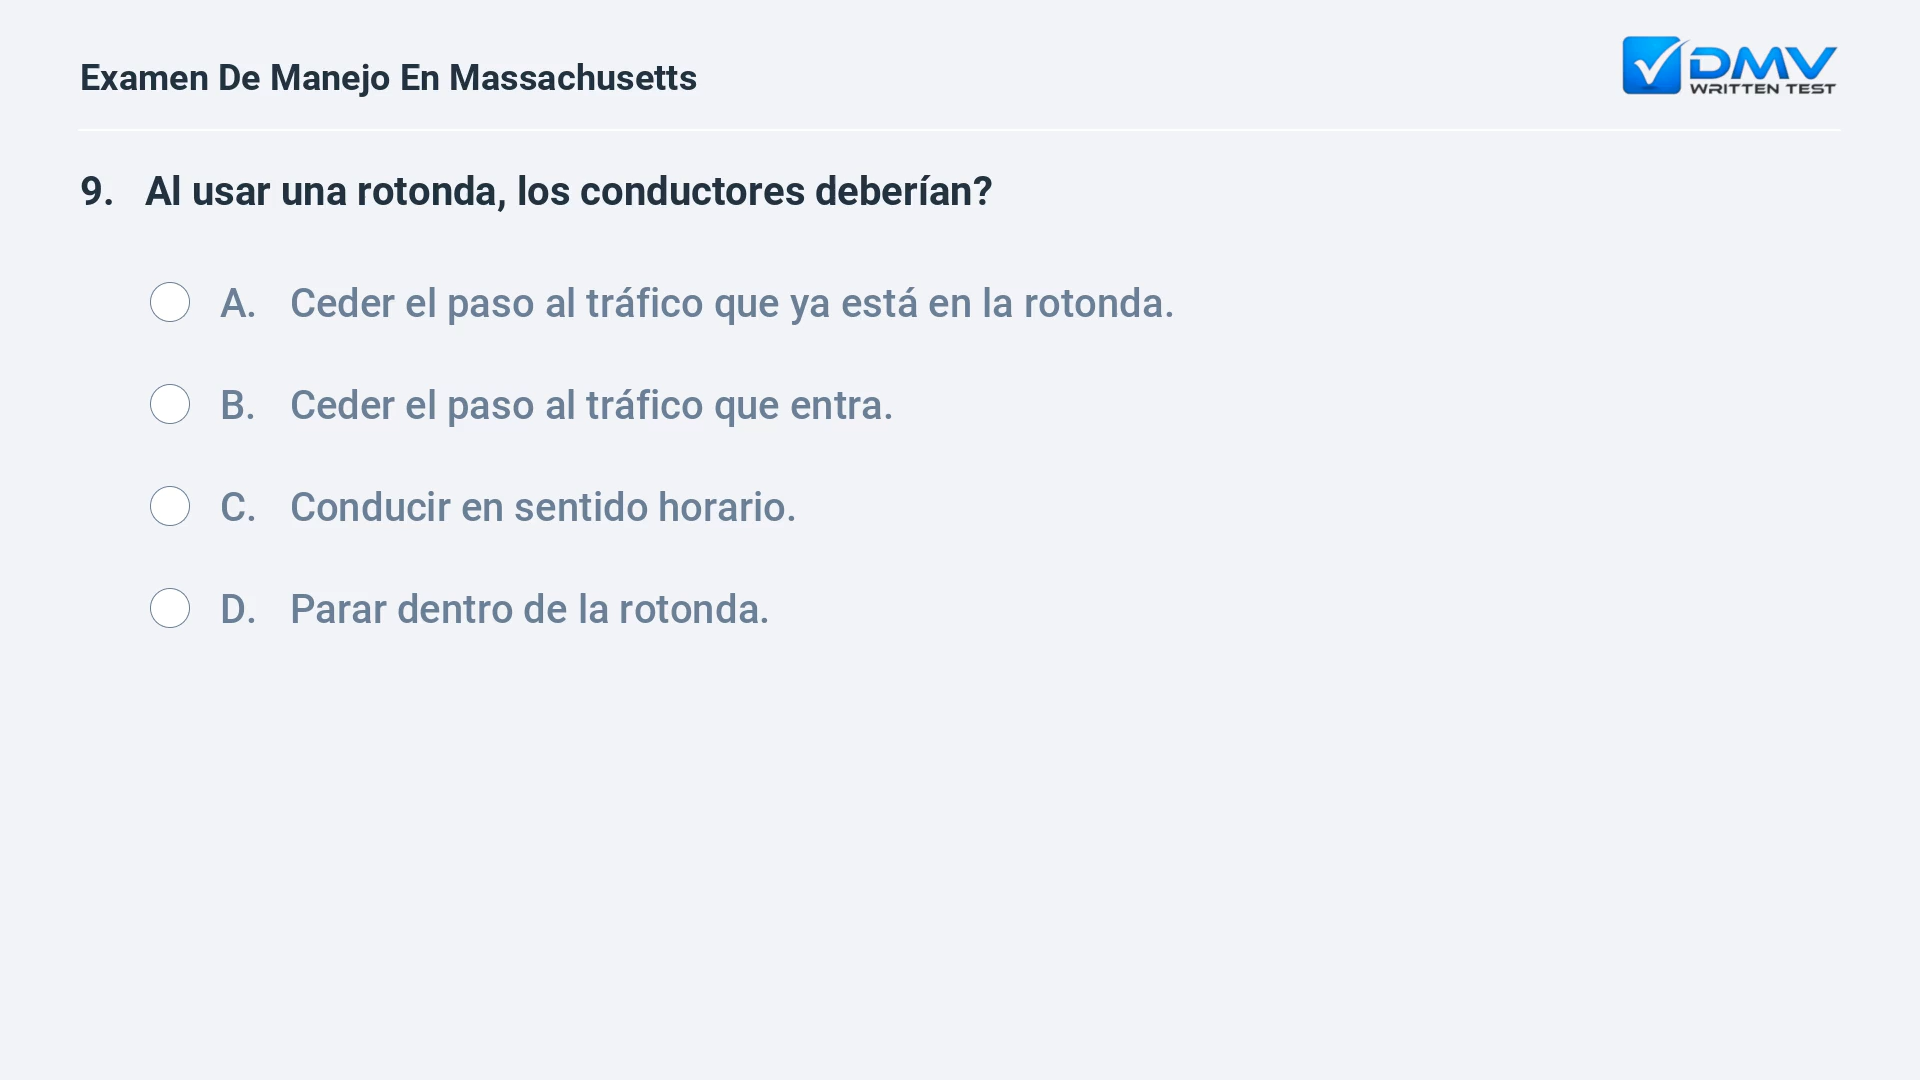 Examen De Manejo En Massachusetts
DMV
WRITTEN TEST
9. Al usar una rotonda, los conductores deberían?
A. Ceder el paso al tráfico que ya está en la rotonda.
B. Ceder el paso al tráfico que entra.
C. Conducir en sentido horario.
D. Parar dentro de la rotonda.